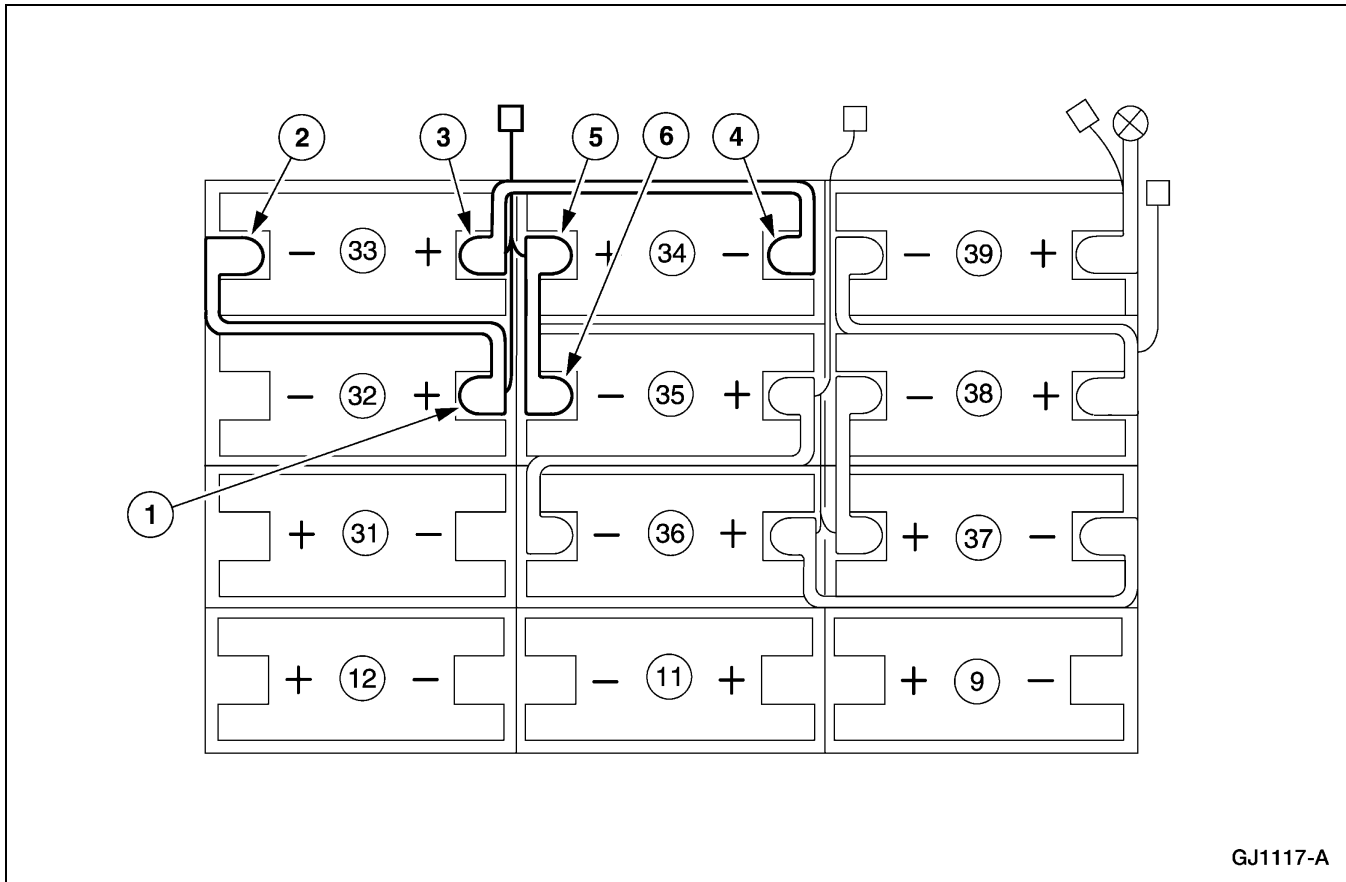 2 3 5 6 4
− 33 + + 34 − − 39 +
− 32 + − 35 + − 38 +
1
+ 31 − − 36 + + 37 −
+ 12 − − 11 + + 9 −
GJ1117-A